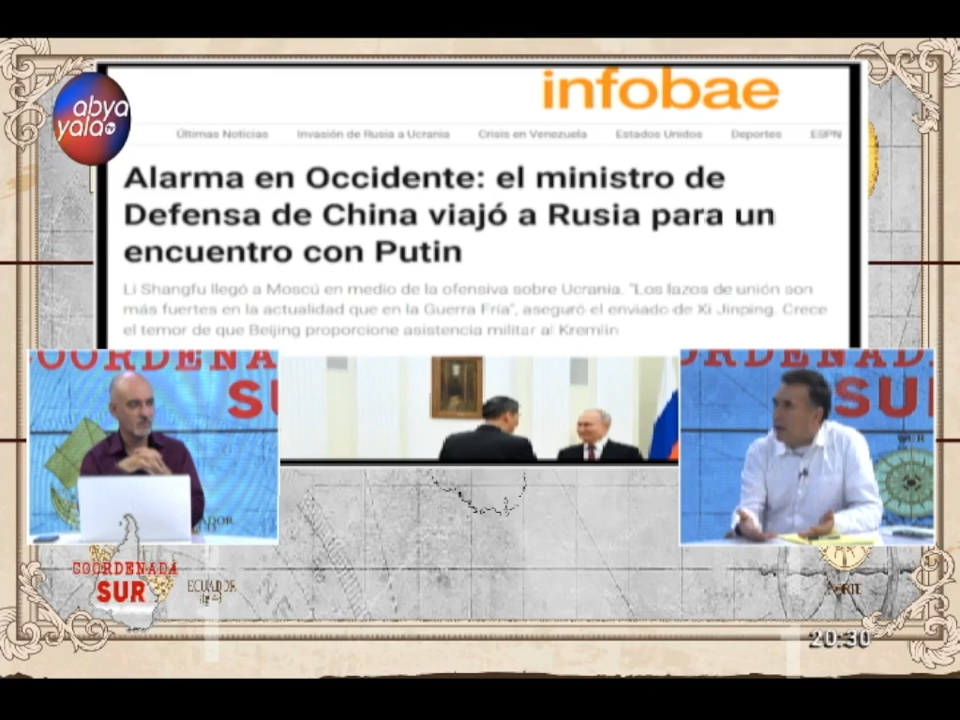 infobae
abya
yala tv
Últimas Noticias Invasión de Rusia a Ucrania Crisis en Venezuela Estados Unidos Deportes ESPN
Alarma en Occidente: el ministro de
Defensa de China viajó a Rusia para un
encuentro con Putin
Li Shangfu llegó a Moscú en medio de la ofensiva sobre Ucrania. "Los lazos de unión son
más fuertes en la actualidad que en la Guerra Fría", aseguró el enviado de Xi Jinping. Crece
el temor de que Beijing proporcione asistencia militar al Kremlin
COORDENA
SU
ORDENADA
SUR
SUR
ADOR
COORDENADA
SUR
ECUADOR
20:30